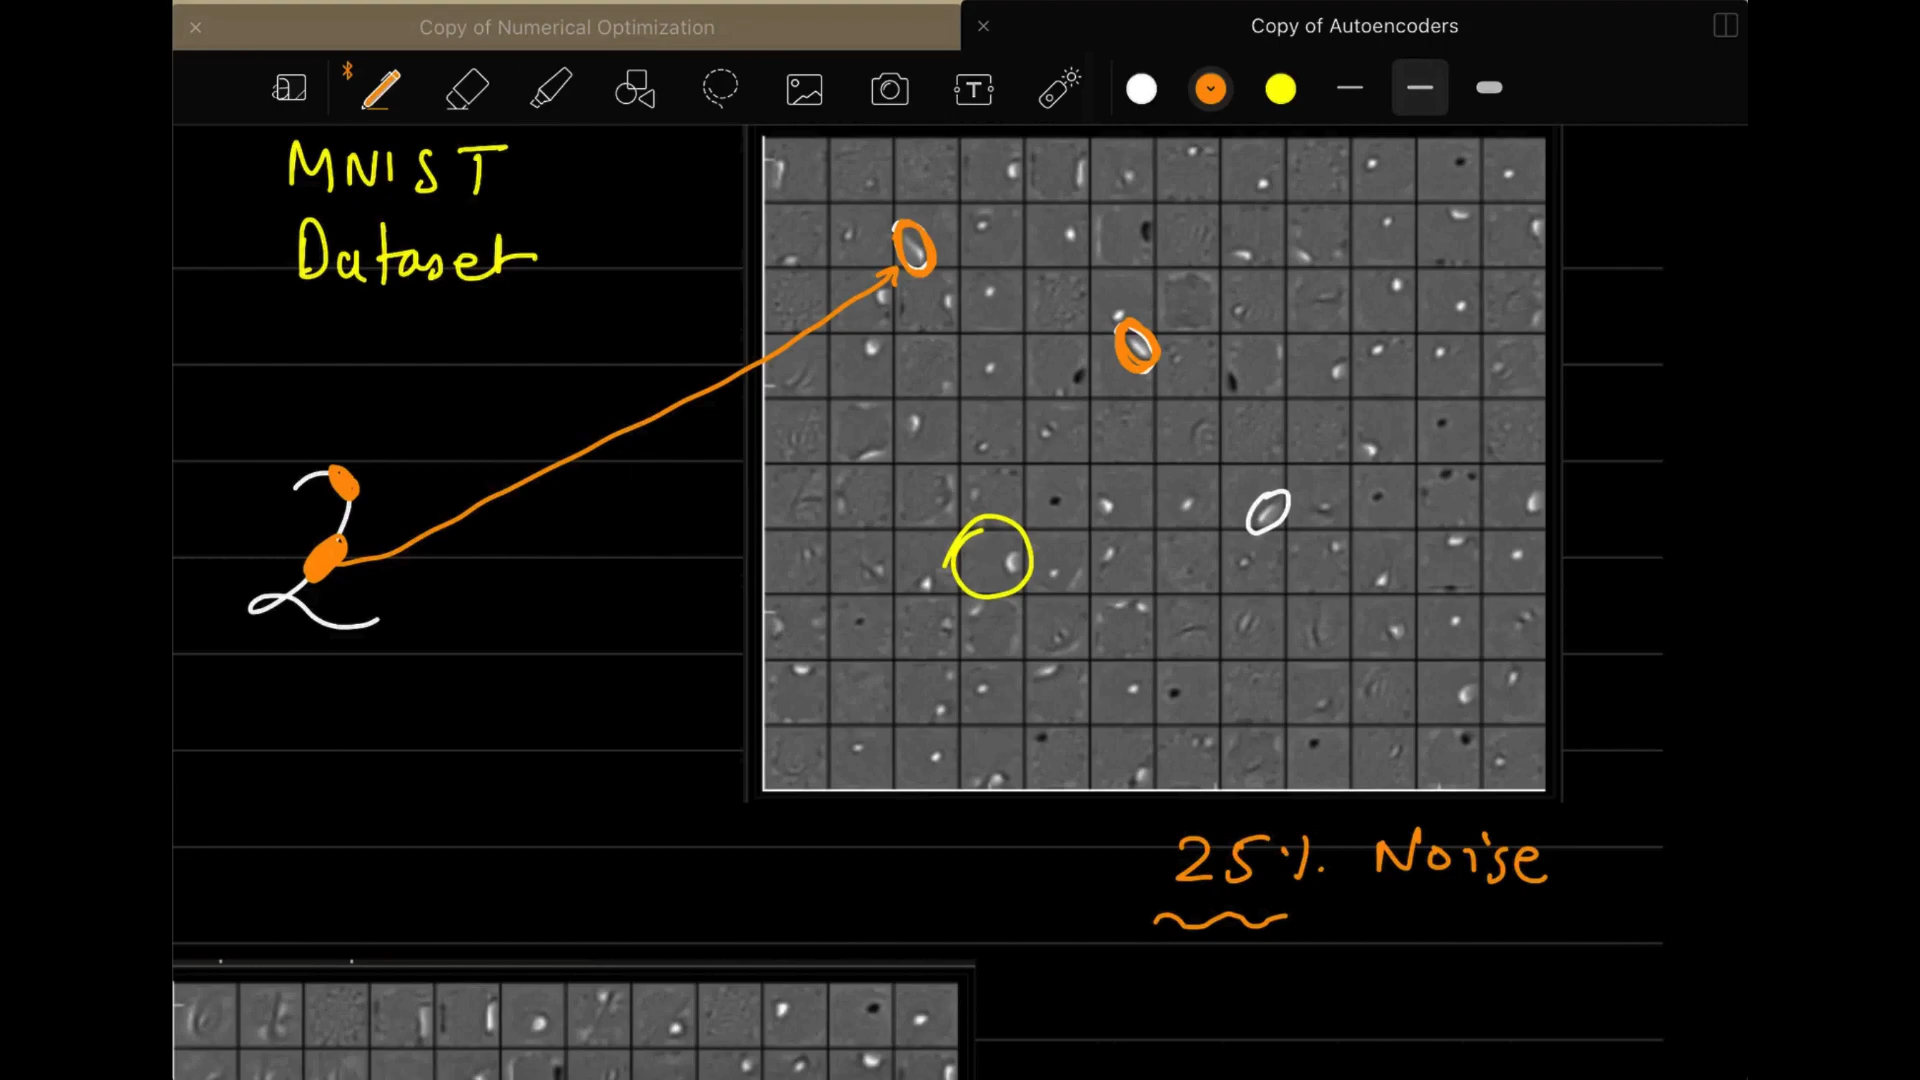 Copy of Numerical Optimization
Copy of Autoencoders
MNIST
Dataset
2
25% Noise